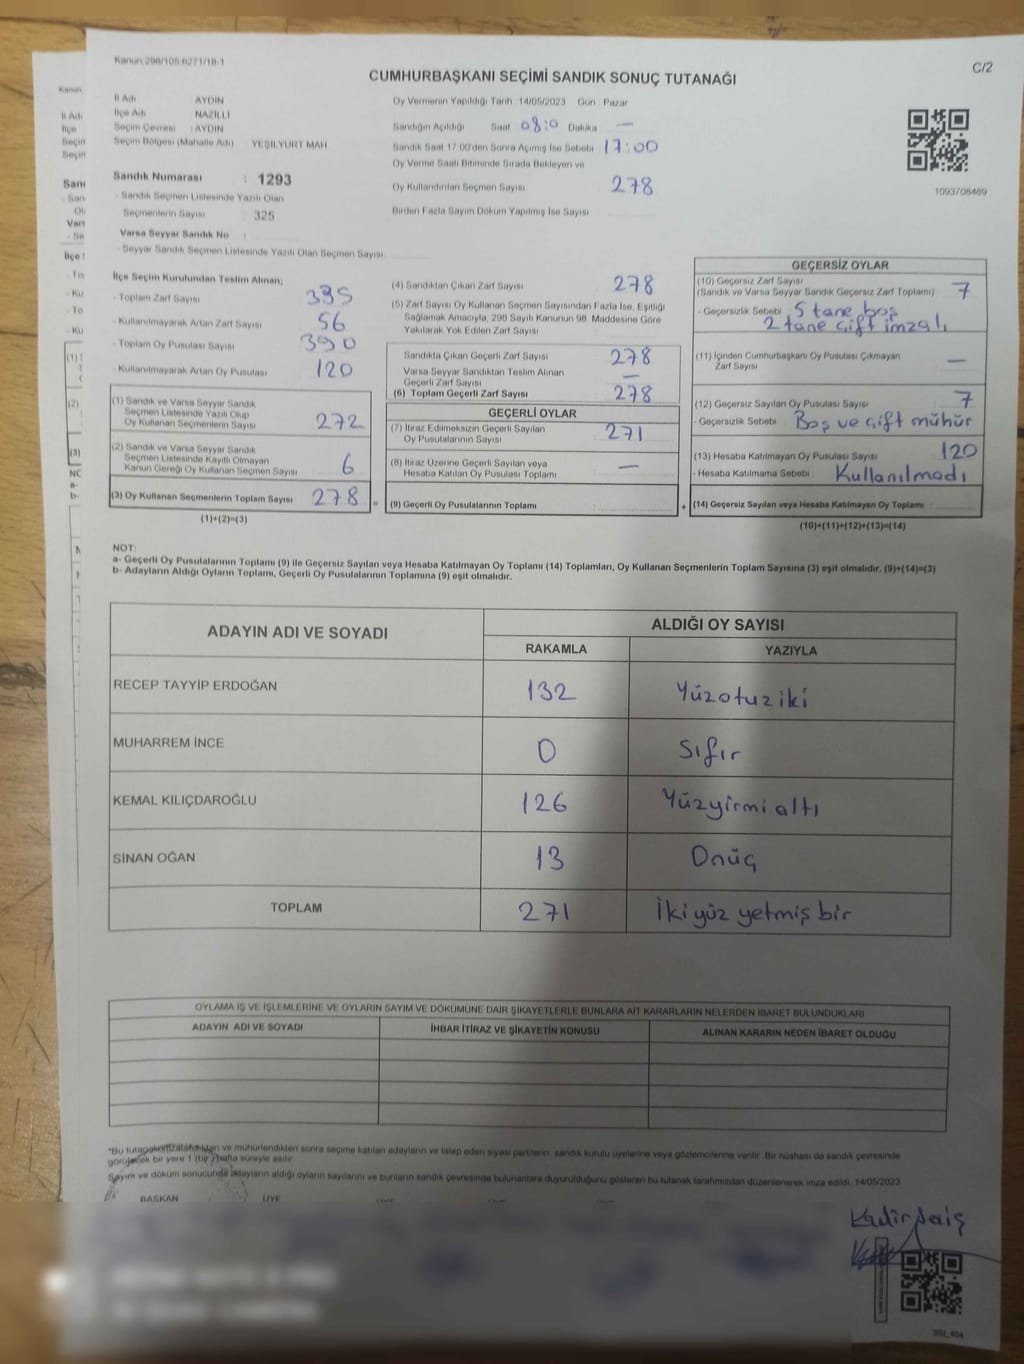 Kanun:298/105 6271/18-1
C/2
CUMHURBAŞKANI SEÇİMİ SANDIK SONUÇ TUTANAĞI
İl Adı AYDIN
İlçe Adı NAZİLLİ
Seçim Çevresi : AYDIN
Seçim Bölgesi (Mahalle Adı) YEŞİLYURT MAH
Sandık Numarası : 1293
- Sandık Seçmen Listesinde Yazılı Olan
Seçmenlerin Sayısı : 325
Varsa Seyyar Sandık No :
- Seyyar Sandık Seçmen Listesinde Yazılı Olan Seçmen Sayısı
Oy Vermenin Yapıldığı Tarih 14/05/2023 Gün : Pazar
Sandığın Açıldığı Saat 08:0 Dakika —
Sandık Saat 17:00'den Sonra Açımış İse Sebebi 17:00
Oy Verme Saati Bitiminde Sırada Bekleyen ve
Oy Kullandırılan Seçmen Sayısı : 278
Birden Fazla Sayım Döküm Yapılmış İse Sayısı
1093708469
İlçe Seçim Kurulundan Teslim Alınan;
- Toplam Zarf Sayısı 335
- Kullanılmayarak Artan Zarf Sayısı 56
- Toplam Oy Pusulası Sayısı 390
- Kullanılmayarak Artan Oy Pusulası 120
(1) Sandık ve Varsa Seyyar Sandık
Seçmen Listesinde Yazılı Olup
Oy Kullanan Seçmenlerin Sayısı : 272
(2) Sandık ve Varsa Seyyar Sandık
Seçmen Listesinde Kayıtlı Olmayan
Kanun Gereği Oy Kullanan Seçmen Sayısı 6
(3) Oy Kullanan Seçmenlerin Toplam Sayısı 278
(1)+(2)=(3)
(4) Sandıktan Çıkan Zarf Sayısı 278
(5) Zarf Sayısı Oy Kullanan Seçmen Sayısından Fazla İse, Eşitliği
Sağlamak Amacıyla, 298 Sayılı Kanunun 98. Maddesine Göre
Yakılarak Yok Edilen Zarf Sayısı
Sandıkta Çıkan Geçerli Zarf Sayısı 278
Varsa Seyyar Sandıktan Teslim Alınan
Geçerli Zarf Sayısı —
(6) Toplam Geçerli Zarf Sayısı 278
GEÇERLİ OYLAR
(7) İtiraz Edilmeksizin Geçerli Sayılan
Oy Pusulalarının Sayısı : 271
(8) İtiraz Üzerine Geçerli Sayılan veya
Hesaba Katılan Oy Pusulası Toplamı : —
= (9) Geçerli Oy Pusulalarının Toplamı :
GEÇERSİZ OYLAR
(10) Geçersiz Zarf Sayısı
(Sandık ve Varsa Seyyar Sandık Geçersiz Zarf Toplamı) 7
- Geçersizlik Sebebi : 5 tane boş
2 tane çift imzalı
(11) İçinden Cumhurbaşkanı Oy Pusulası Çıkmayan
Zarf Sayısı —
(12) Geçersiz Sayılan Oy Pusulası Sayısı 7
- Geçersizlik Sebebi : Boş ve çift mühür
(13) Hesaba Katılmayan Oy Pusulası Sayısı 120
- Hesaba Katılmama Sebebi : Kullanılmadı
+ (14) Geçersiz Sayılan veya Hesaba Katılmayan Oy Toplamı :
(10)+(11)+(12)+(13)=(14)
NOT:
a- Geçerli Oy Pusulalarının Toplamı (9) ile Geçersiz Sayılan veya Hesaba Katılmayan Oy Toplamı (14) Toplamları, Oy Kullanan Seçmenlerin Toplam Sayısına (3) eşit olmalıdır. (9)+(14)=(3)
b- Adayların Aldığı Oyların Toplamı, Geçerli Oy Pusulalarının Toplamına (9) eşit olmalıdır.
ADAYIN ADI VE SOYADI
ALDIĞI OY SAYISI
RAKAMLA YAZIYLA
RECEP TAYYİP ERDOĞAN 132 Yüzotuz iki
MUHARREM İNCE 0 Sıfır
KEMAL KILIÇDAROĞLU 126 Yüzyirmi altı
SİNAN OĞAN 13 Onüç
TOPLAM 271 İki yüz yetmiş bir
OYLAMA İŞ VE İŞLEMLERİNE VE OYLARIN SAYIM VE DÖKÜMÜNE DAİR ŞİKAYETLERLE BUNLARA AİT KARARLARIN NELERDEN İBARET BULUNDUKLARI
ADAYIN ADI VE SOYADI İHBAR İTİRAZ VE ŞİKAYETİN KONUSU ALINAN KARARIN NEDEN İBARET OLDUĞU
*Bu tutanak ve mühürlendikten sonra seçime katılan adayların ve talep eden siyasi partilerin sandık kurulu üyelerine veya gözlemcilerine verilir. Bir nüshası da sandık çevresinde
görülecek bir yere 1 (bir) hafta süreyle asılır.
Sayım ve döküm sonucunda adayların aldığı oyların sayılarını ve bunların sandık çevresinde bulunanlara duyurulduğunu gösteren bu tutanak tarafımızdan düzenlenerek imza edildi. 14/05/2023
BAŞKAN ÜYE
Kadir